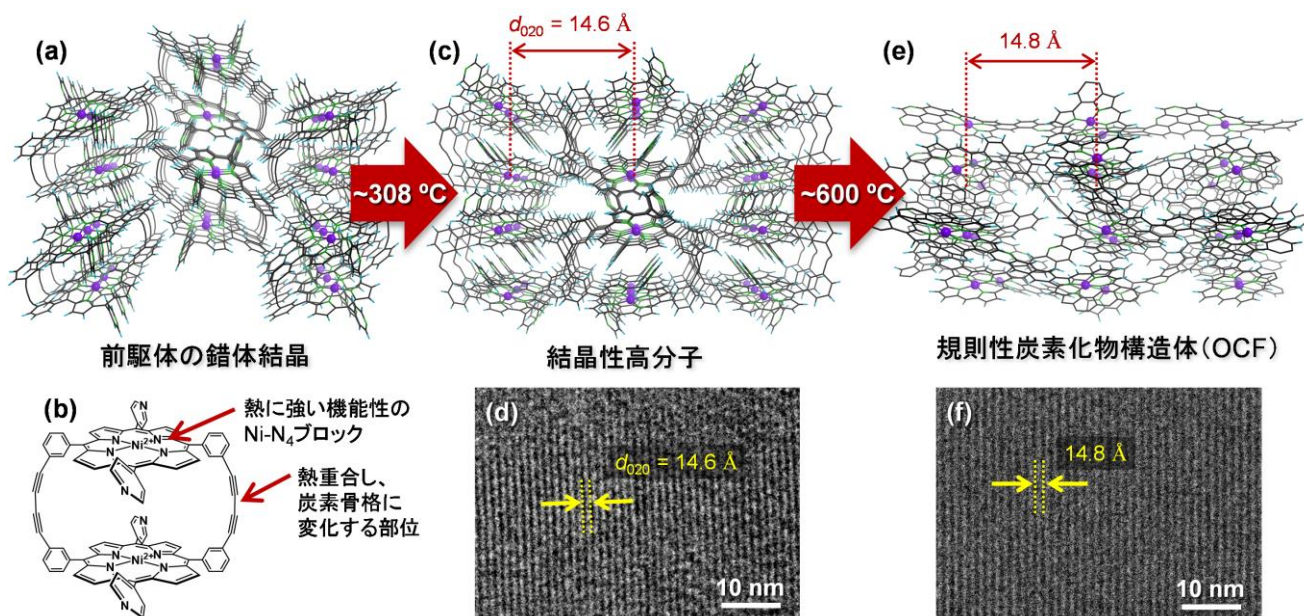 (a)
(c)
d020 = 14.6 Å
(e)
14.8 Å
~308 ºC
~600 ºC
前駆体の錯体結晶
結晶性高分子
規則性炭素化物構造体(OCF)
(b)
熱に強い機能性の
Ni-N4ブロック
熱重合し、
炭素骨格に
変化する部位
N
N
N
Ni2+
N
N
N
N
N
N
Ni2+
N
N
N
(d)
d020 = 14.6 Å
10 nm
(f)
14.8 Å
10 nm